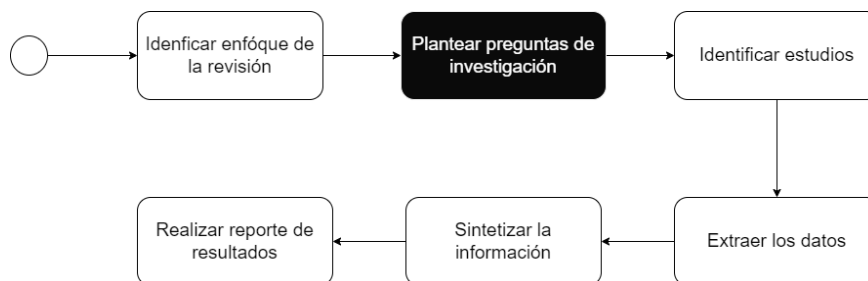 Idenficar enfóque de
la revisión
Plantear preguntas de
investigación
Identificar estudios
Extraer los datos
Sintetizar la
información
Realizar reporte de
resultados